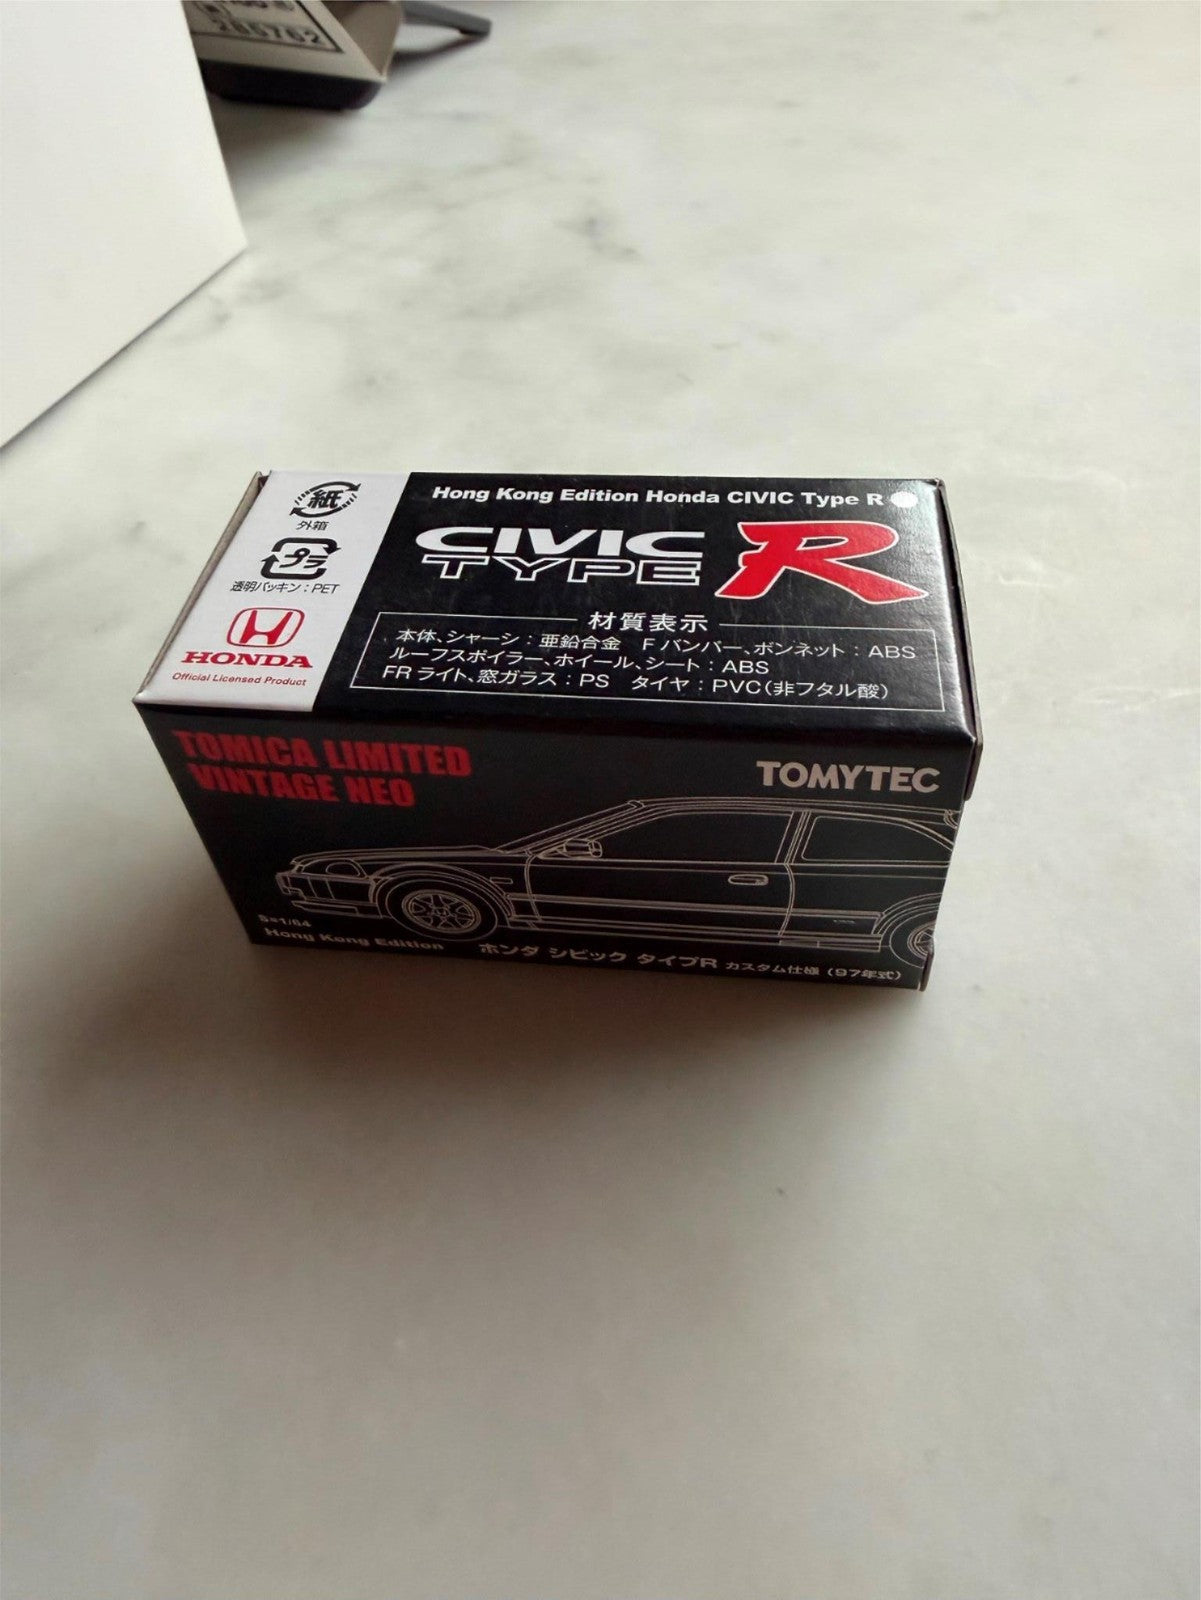 265762
紙
外箱
プラ
透明パッキン：PET
HONDA
Official Licensed Product
Hong Kong Edition Honda CIVIC Type R
CIVIC
TYPE R
材質表示
本体、シャーシ：亜鉛合金 Fバンパー、ボンネット：ABS
ルーフスポイラー、ホイール、シート：ABS
FRライト、窓ガラス：PS タイヤ：PVC（非フタル酸）
TOMICA LIMITED
VINTAGE NEO
TOMYTEC
S=1/64
Hong Kong Edition ホンダ シビック タイプR カスタム仕様（97年式）